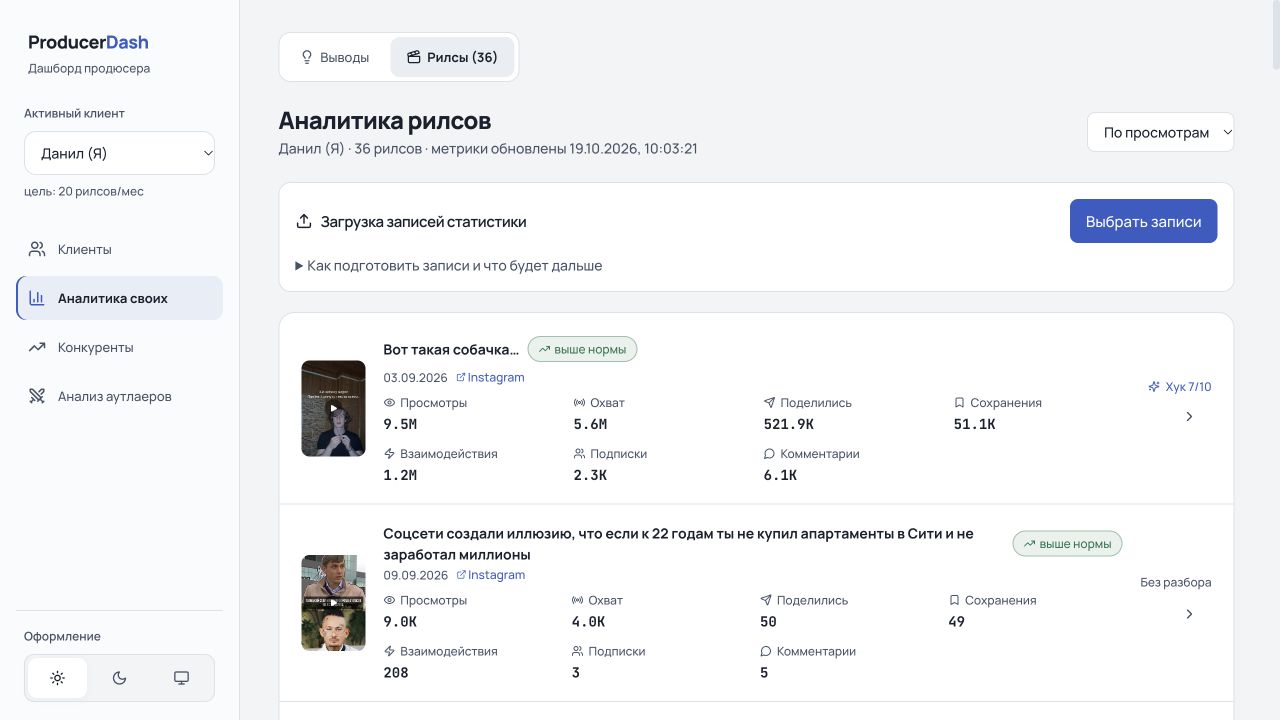 ProducerDash
Дашборд продюсера
Активный клиент
Данил (Я)
цель: 20 рилсов/мес
Клиенты
Аналитика своих
Конкуренты
Анализ аутлаеров
Оформление
Выводы
Рилсы (36)
Аналитика рилсов
Данил (Я) · 36 рилсов · метрики обновлены 19.10.2026, 10:03:21
По просмотрам
Загрузка записей статистики
Выбрать записи
Как подготовить записи и что будет дальше
Вот такая собачка…
выше нормы
03.09.2026 Instagram
Хук 7/10
Просмотры Охват Поделились Сохранения
9.5M 5.6M 521.9K 51.1K
Взаимодействия Подписки Комментарии
1.2M 2.3K 6.1K
Соцсети создали иллюзию, что если к 22 годам ты не купил апартаменты в Сити и не
заработал миллионы
выше нормы
09.09.2026 Instagram
Без разбора
Просмотры Охват Поделились Сохранения
9.0K 4.0K 50 49
Взаимодействия Подписки Комментарии
208 3 5